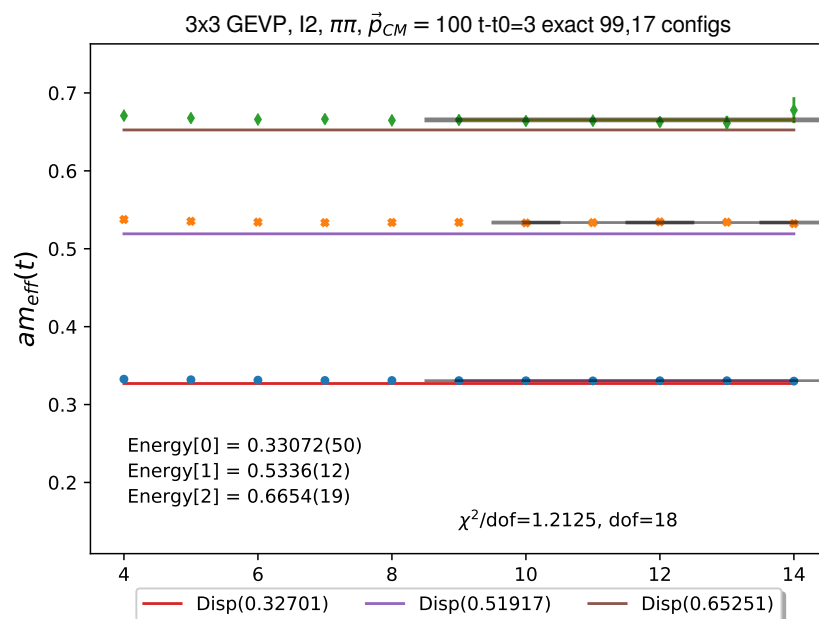 3x3 GEVP, I2, ππ, p⃗_CM = 100 t-t0=3 exact 99,17 configs
am_eff(t)
0.7
0.6
0.5
0.4
0.3
0.2
Energy[0] = 0.33072(50)
Energy[1] = 0.5336(12)
Energy[2] = 0.6654(19)
χ²/dof=1.2125, dof=18
4 6 8 10 12 14
Disp(0.32701) Disp(0.51917) Disp(0.65251)